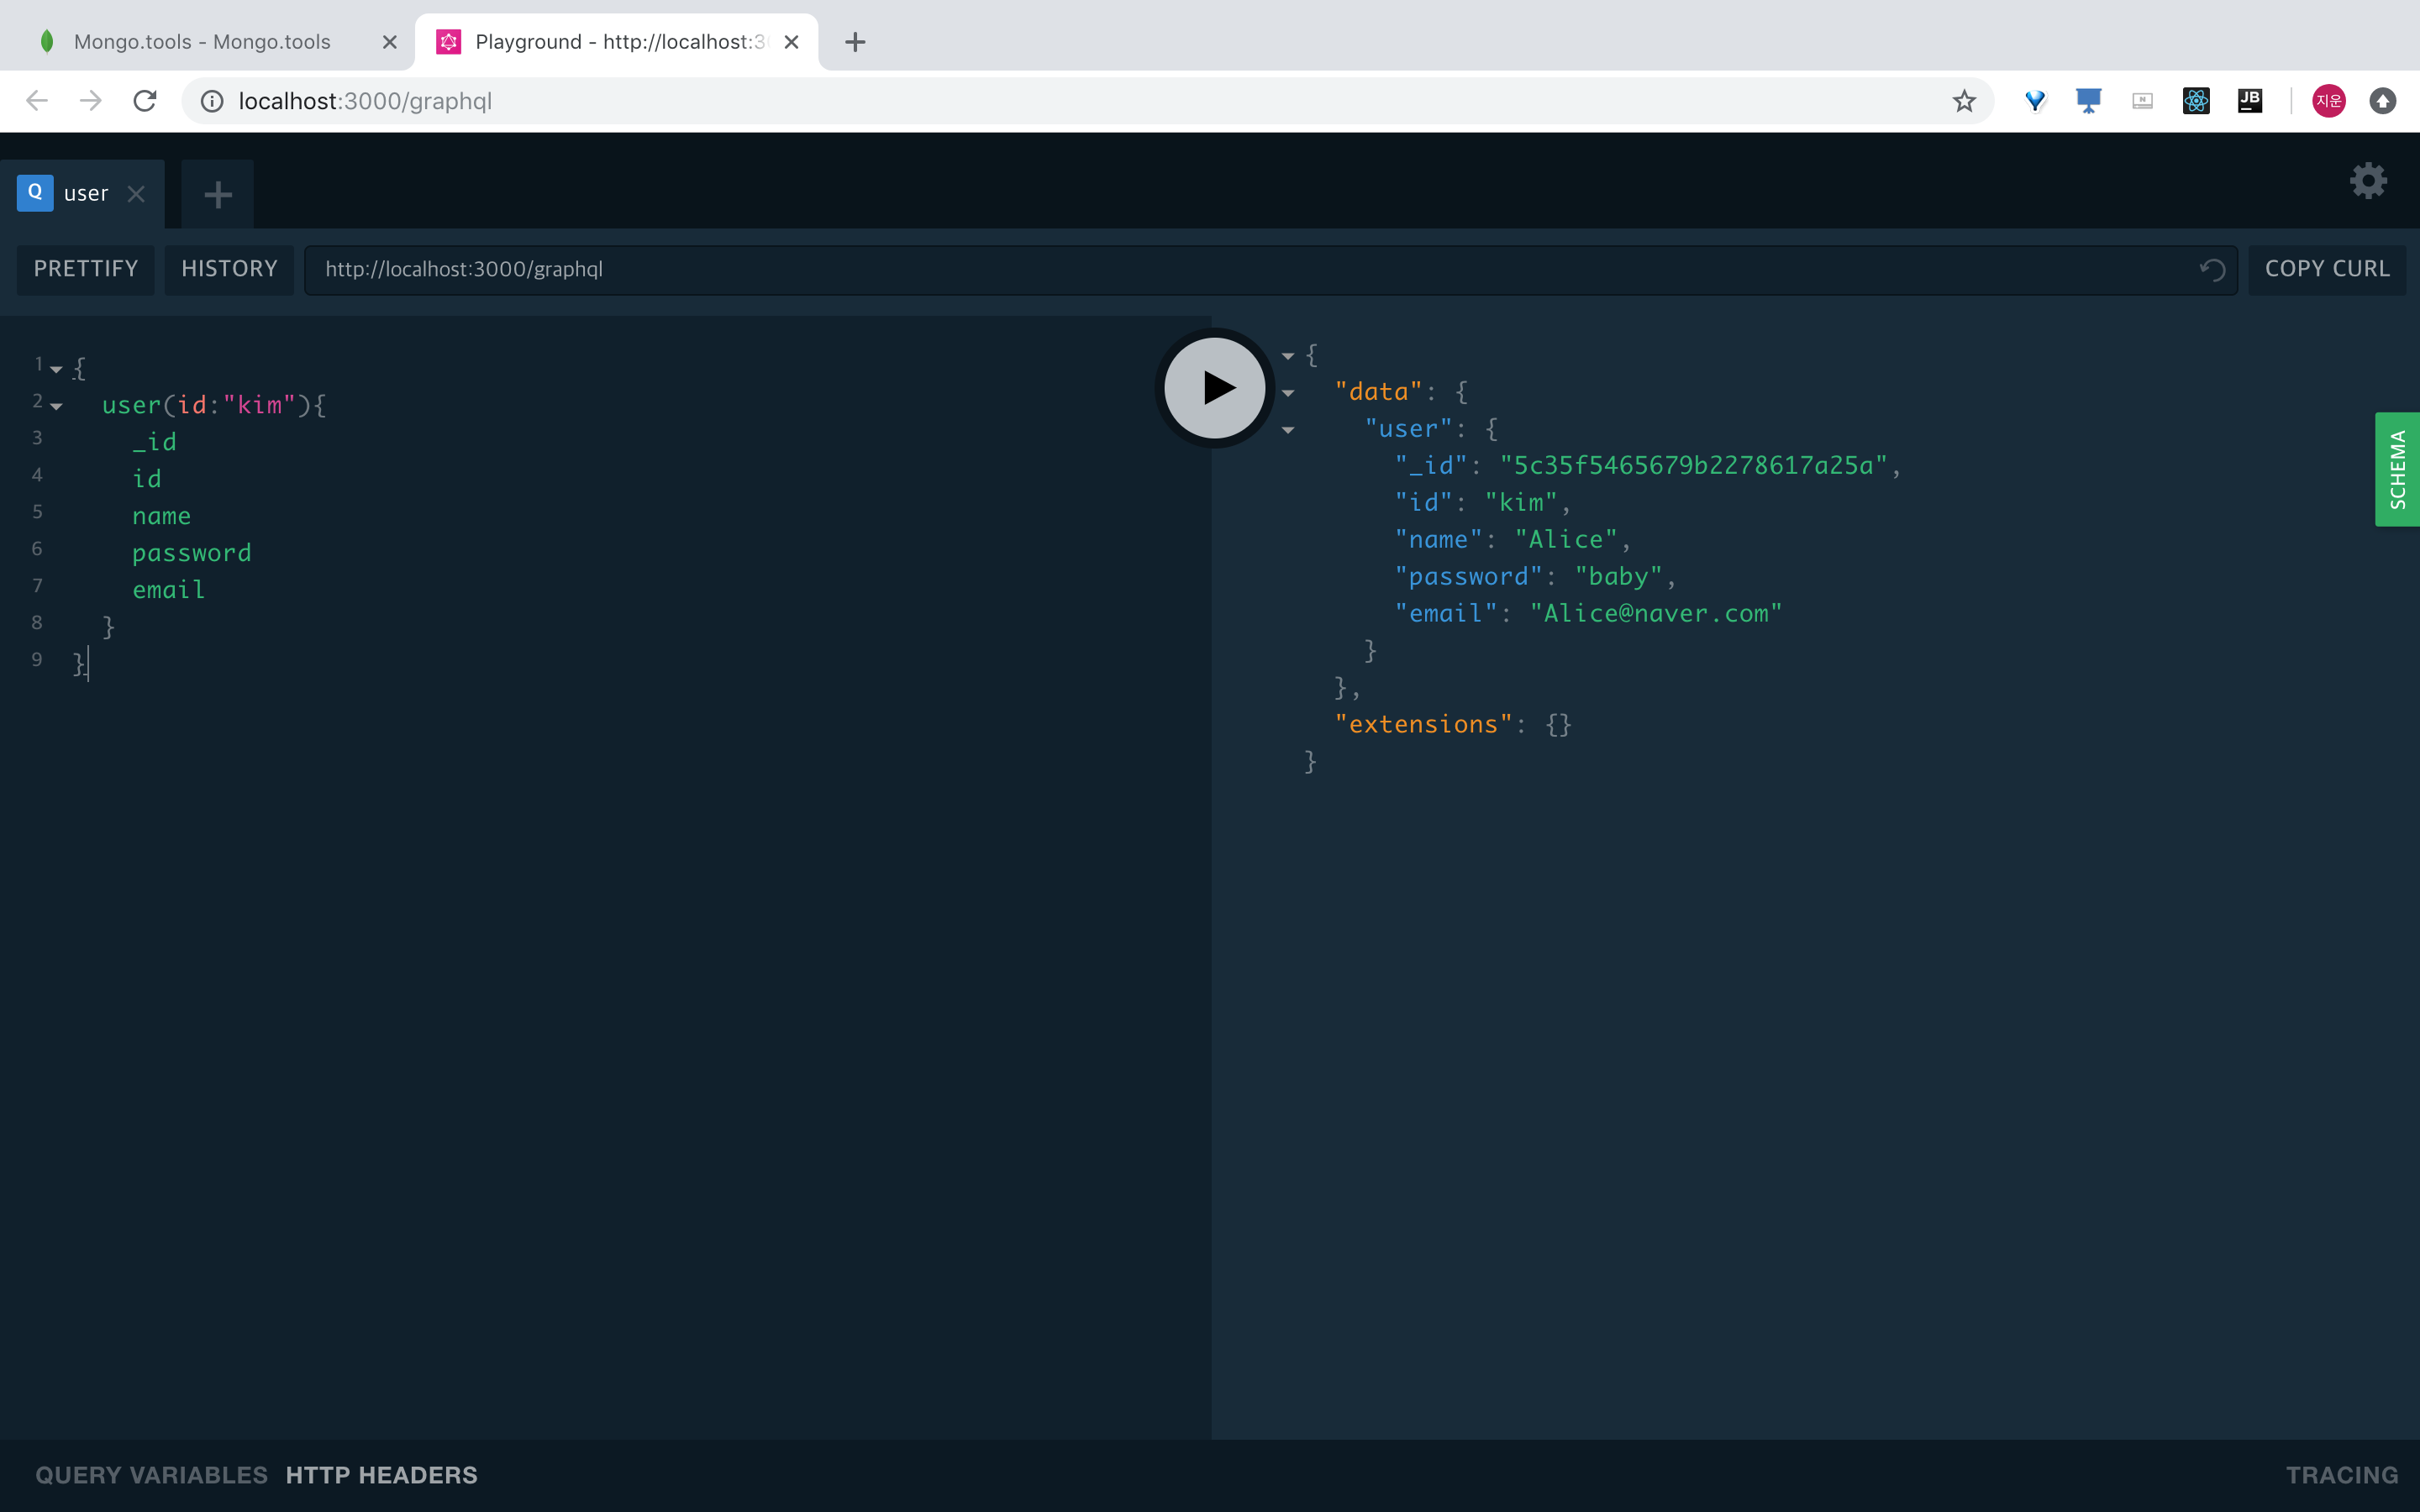 Mongo.tools - Mongo.tools
Playground - http://localhost:3
localhost:3000/graphql
N
JB
지운
Q user
PRETTIFY HISTORY http://localhost:3000/graphql COPY CURL
1 {
2 user(id:"kim"){
3 _id
4 id
5 name
6 password
7 email
8 }
9 }
{
"data": {
"user": {
"_id": "5c35f5465679b2278617a25a",
"id": "kim",
"name": "Alice",
"password": "baby",
"email": "Alice@naver.com"
}
},
"extensions": {}
}
SCHEMA
QUERY VARIABLES HTTP HEADERS TRACING